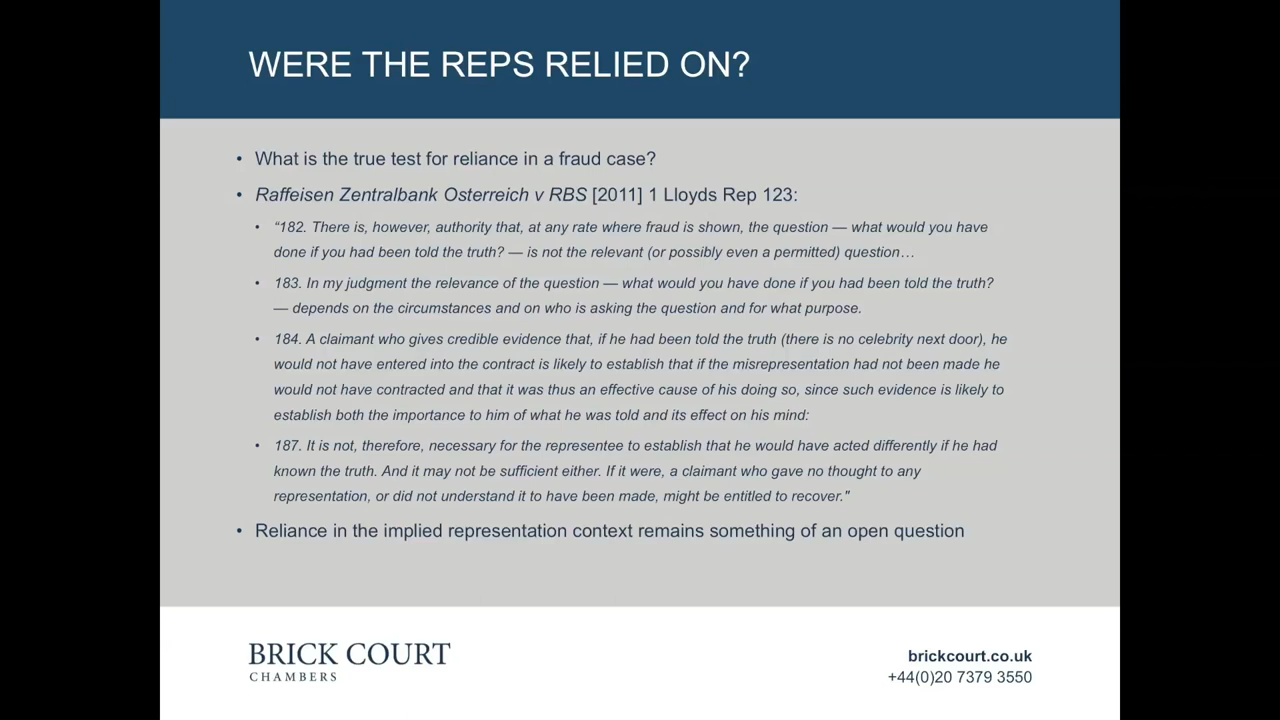 WERE THE REPS RELIED ON?
• What is the true test for reliance in a fraud case?
• Raffeisen Zentralbank Osterreich v RBS [2011] 1 Lloyds Rep 123:
• “182. There is, however, authority that, at any rate where fraud is shown, the question — what would you have
done if you had been told the truth? — is not the relevant (or possibly even a permitted) question…
• 183. In my judgment the relevance of the question — what would you have done if you had been told the truth?
— depends on the circumstances and on who is asking the question and for what purpose.
• 184. A claimant who gives credible evidence that, if he had been told the truth (there is no celebrity next door), he
would not have entered into the contract is likely to establish that if the misrepresentation had not been made he
would not have contracted and that it was thus an effective cause of his doing so, since such evidence is likely to
establish both the importance to him of what he was told and its effect on his mind:
• 187. It is not, therefore, necessary for the representee to establish that he would have acted differently if he had
known the truth. And it may not be sufficient either. If it were, a claimant who gave no thought to any
representation, or did not understand it to have been made, might be entitled to recover."
• Reliance in the implied representation context remains something of an open question
BRICK COURT
CHAMBERS
brickcourt.co.uk
+44(0)20 7379 3550